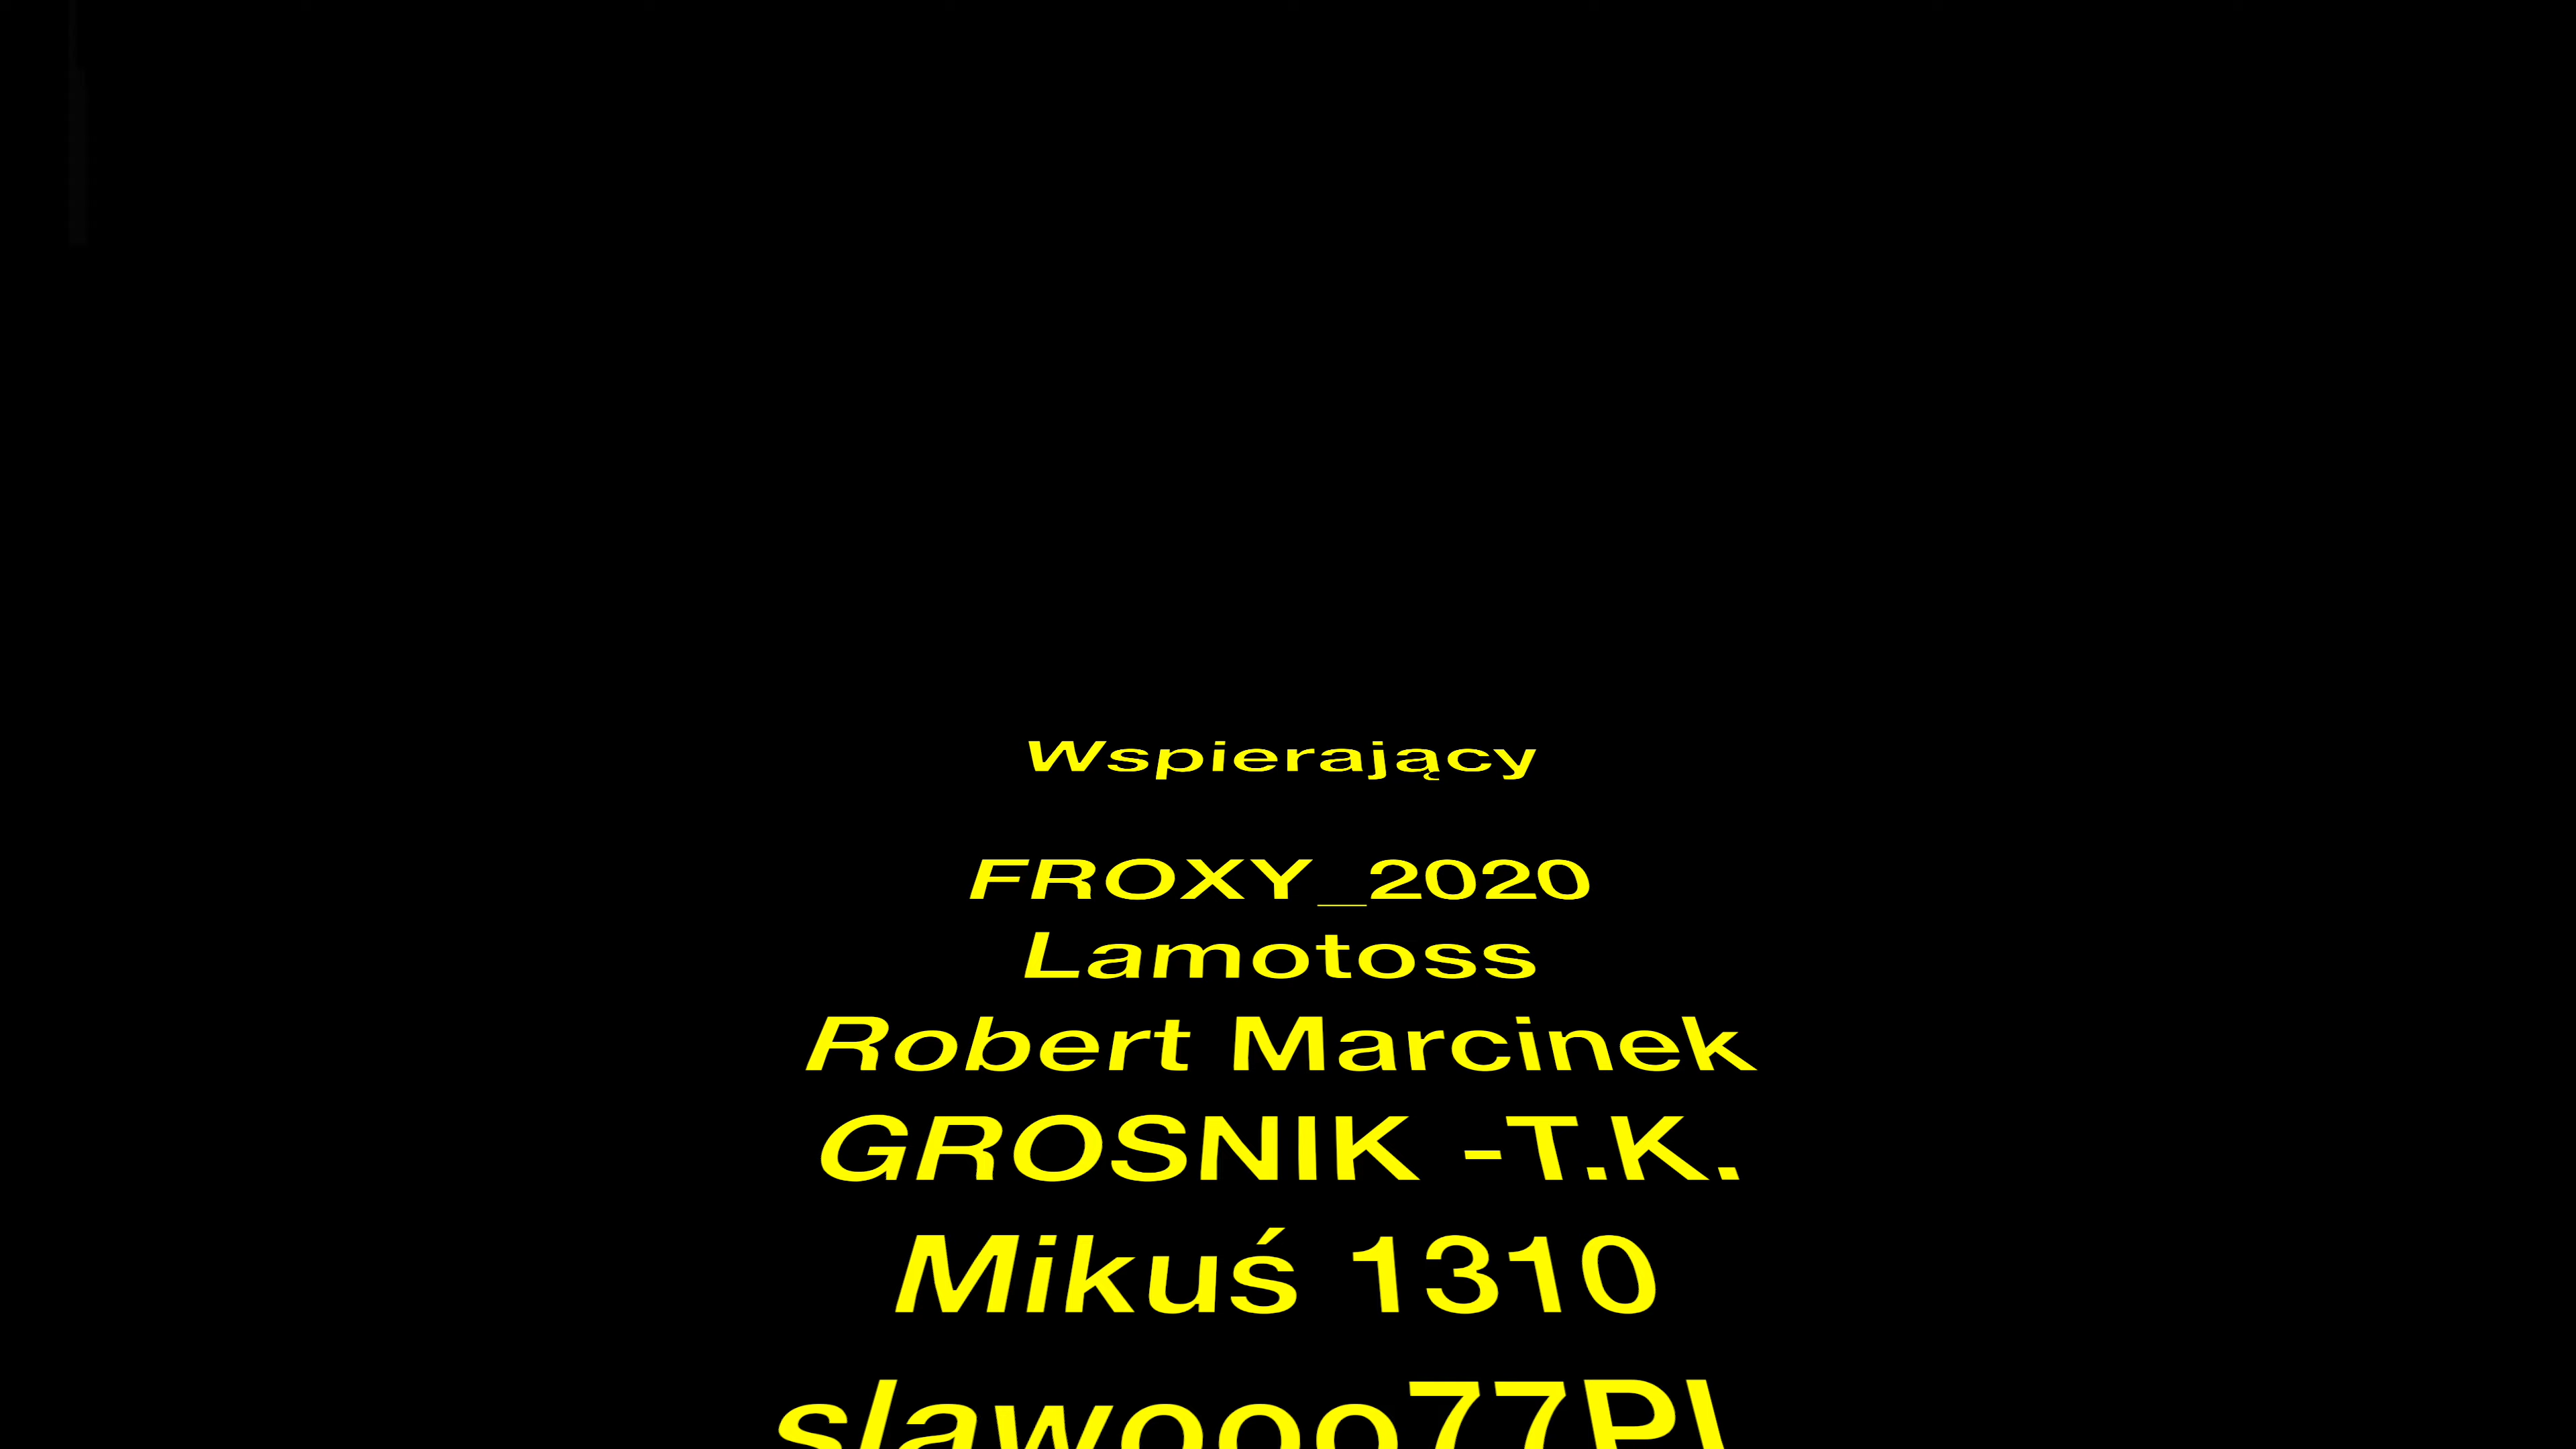 Wspierający
FROXY_2020
Lamotoss
Robert Marcinek
GROSNIK -T.K.
Mikuś 1310